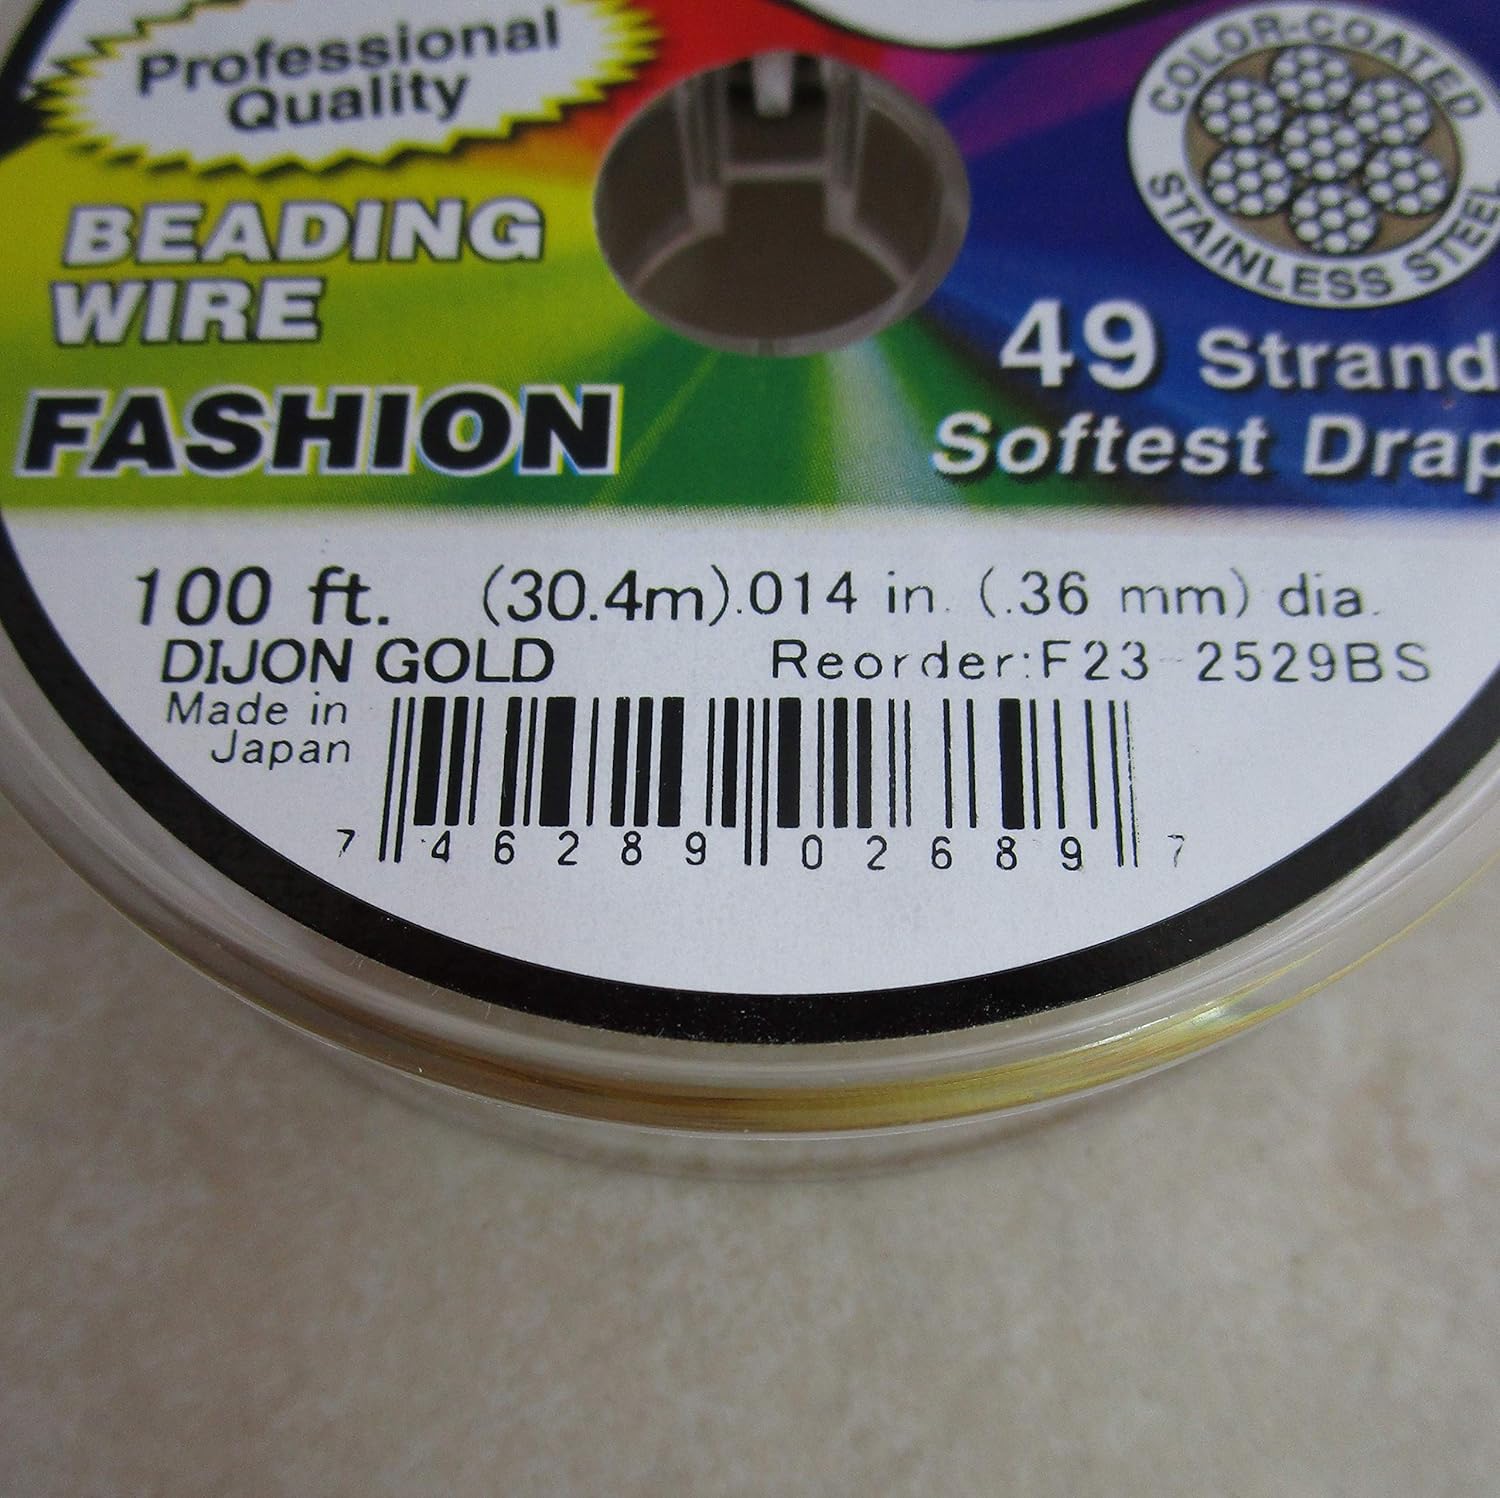 Professional
Quality
COLOR-COATED
STAINLESS STEEL
BEADING
WIRE
FASHION
49 Strand
Softest Drap
100 ft. (30.4m).014 in. (.36 mm) dia.
DIJON GOLD Reorder:F23-2529BS
Made in
Japan
7 46289 02689 7